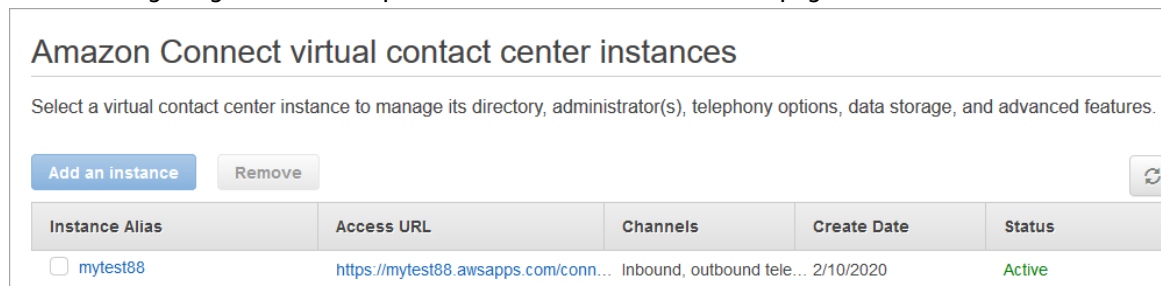 Amazon Connect virtual contact center instances
Select a virtual contact center instance to manage its directory, administrator(s), telephony options, data storage, and advanced features.
Add an instance Remove
Instance Alias Access URL Channels Create Date Status
mytest88 https://mytest88.awsapps.com/conn... Inbound, outbound tele... 2/10/2020 Active